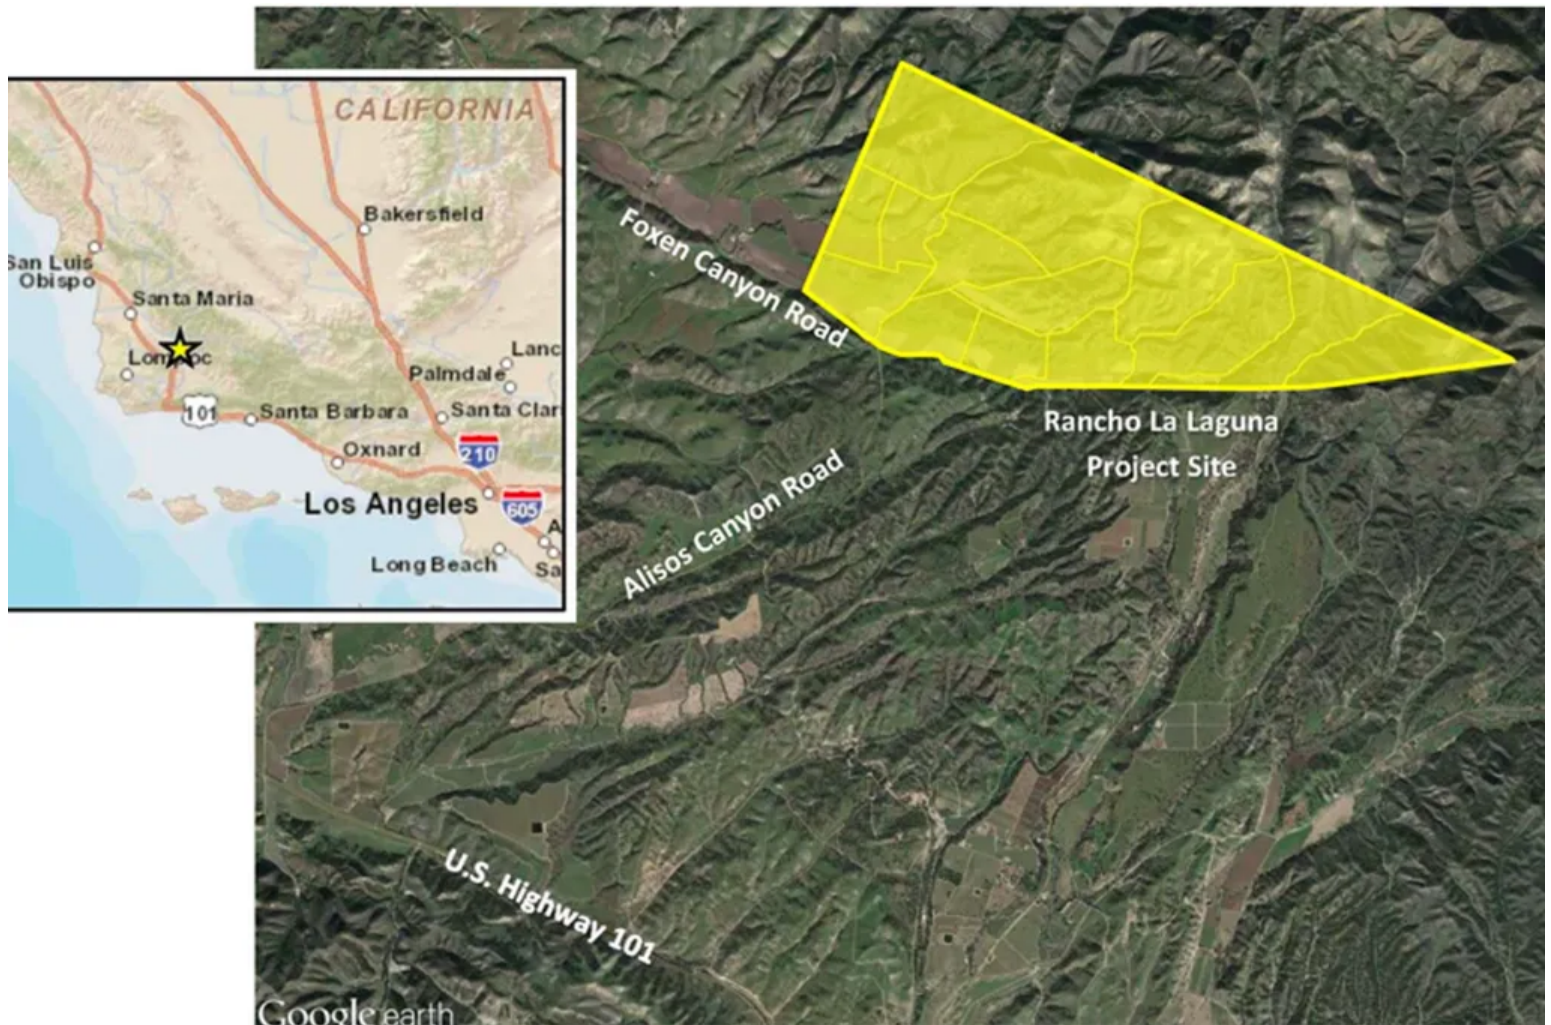 CALIFORNIA
Bakersfield
San Luis
Obispo
Santa Maria
Lompoc
Lanc
Palmdale
101
Santa Barbara
Santa Clar
Oxnard
210
Los Angeles
605
A
Long Beach
Sa
Foxen Canyon Road
Rancho La Laguna
Project Site
Alisos Canyon Road
U.S. Highway 101
Google earth